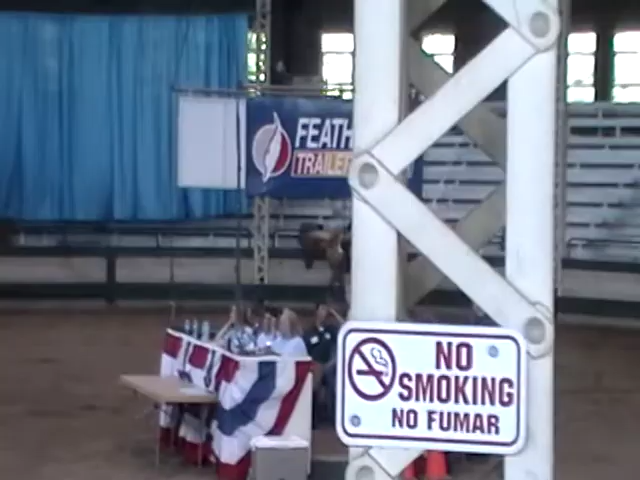 FEATH
TRAILE
NO
SMOKING
NO FUMAR